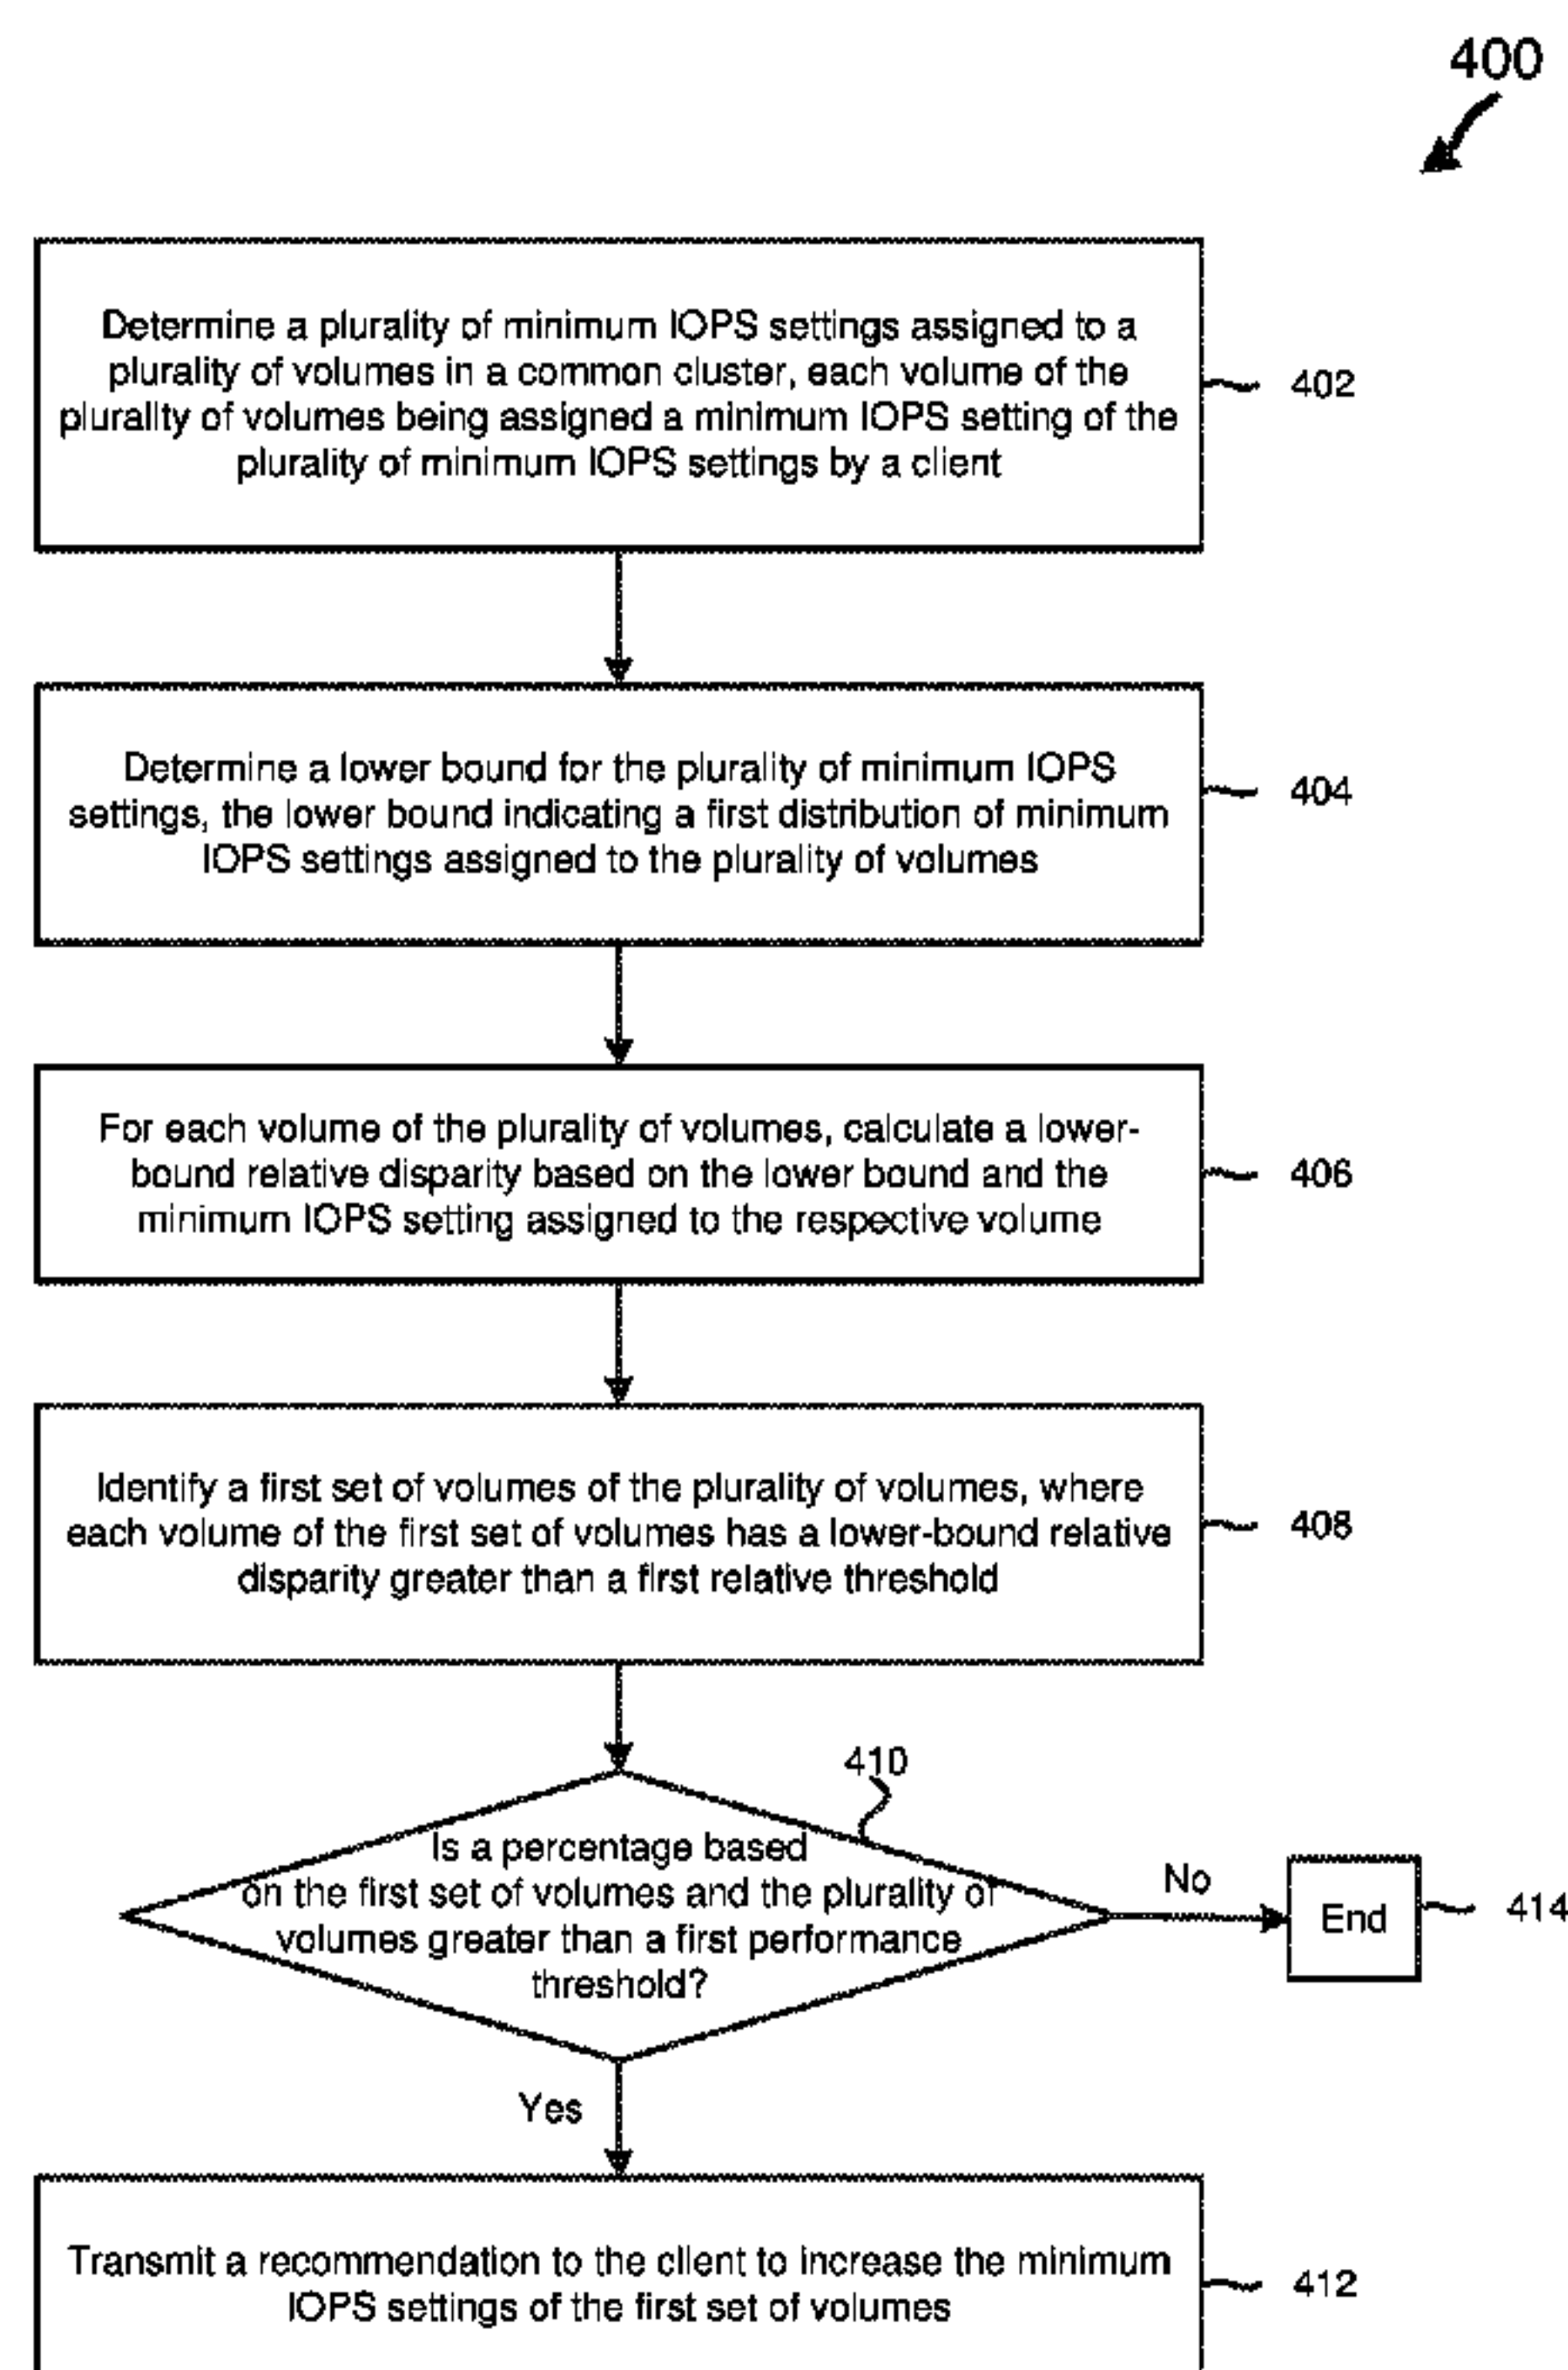 400
Determine a plurality of minimum IOPS settings assigned to a
plurality of volumes in a common cluster, each volume of the
plurality of volumes being assigned a minimum IOPS setting of the
plurality of minimum IOPS settings by a client
402
Determine a lower bound for the plurality of minimum IOPS
settings, the lower bound indicating a first distribution of minimum
IOPS settings assigned to the plurality of volumes
404
For each volume of the plurality of volumes, calculate a lower-
bound relative disparity based on the lower bound and the
minimum IOPS setting assigned to the respective volume
406
Identify a first set of volumes of the plurality of volumes, where
each volume of the first set of volumes has a lower-bound relative
disparity greater than a first relative threshold
408
410
Is a percentage based
on the first set of volumes and the plurality of
volumes greater than a first performance
threshold?
No
End
414
Yes
Transmit a recommendation to the client to increase the minimum
IOPS settings of the first set of volumes
412